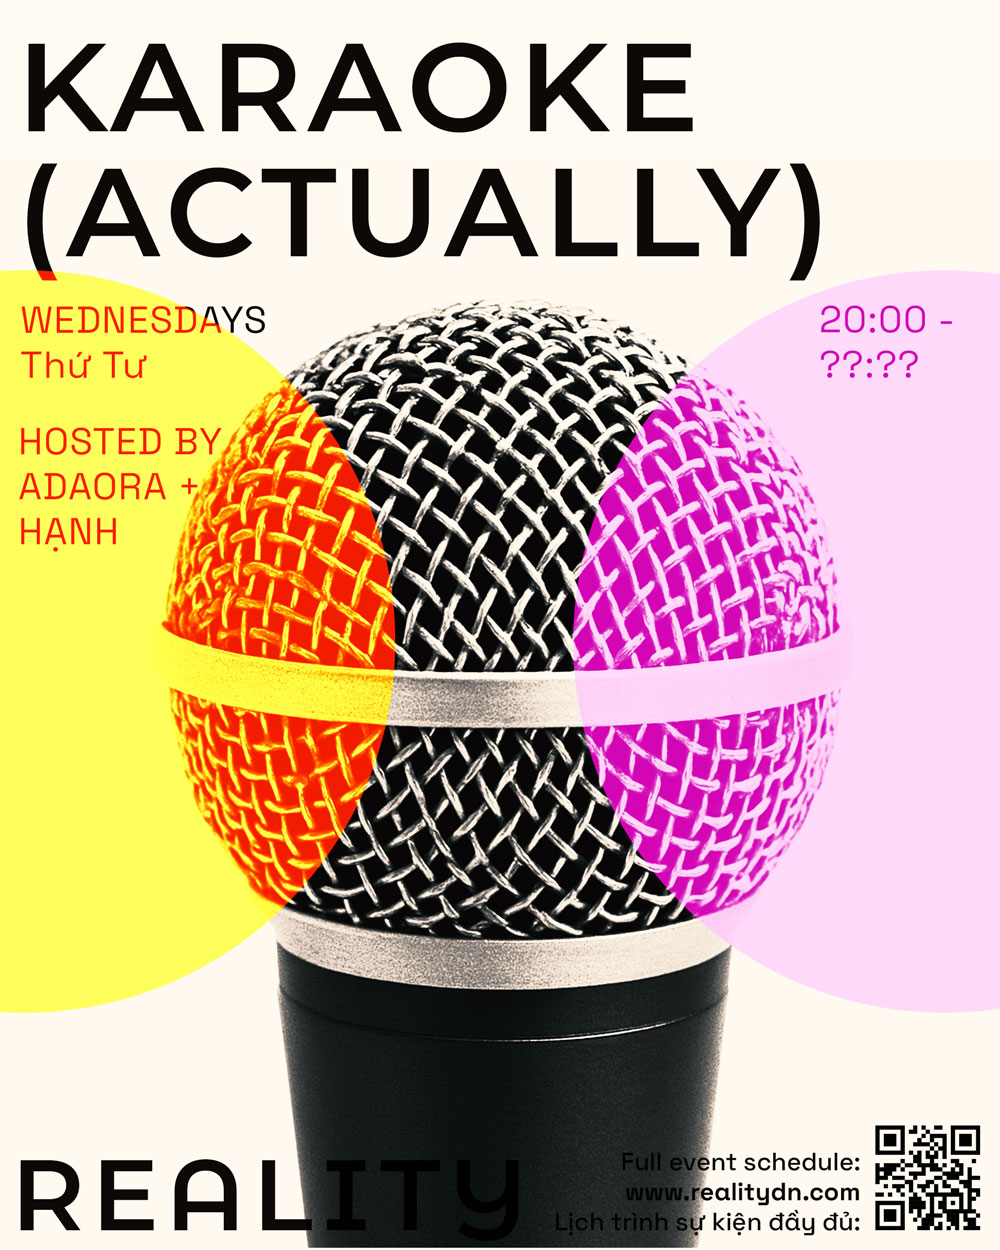 KARAOKE
(ACTUALLY)
WEDNESDAYS
Thứ Tư
20:00 -
??:??
HOSTED BY
ADAORA +
HẠNH
REALITY
Full event schedule:
www.realitydn.com
Lịch trình sự kiện đầy đủ: